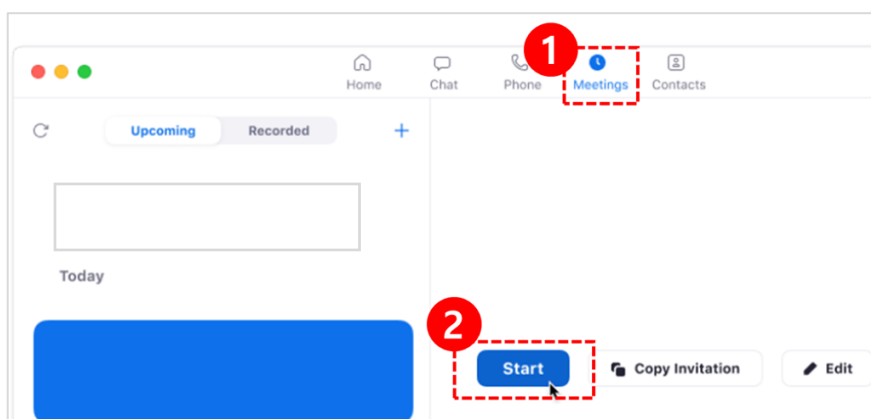 1
Home Chat Phone Meetings Contacts
Upcoming Recorded +
Today
2
Start Copy Invitation Edit